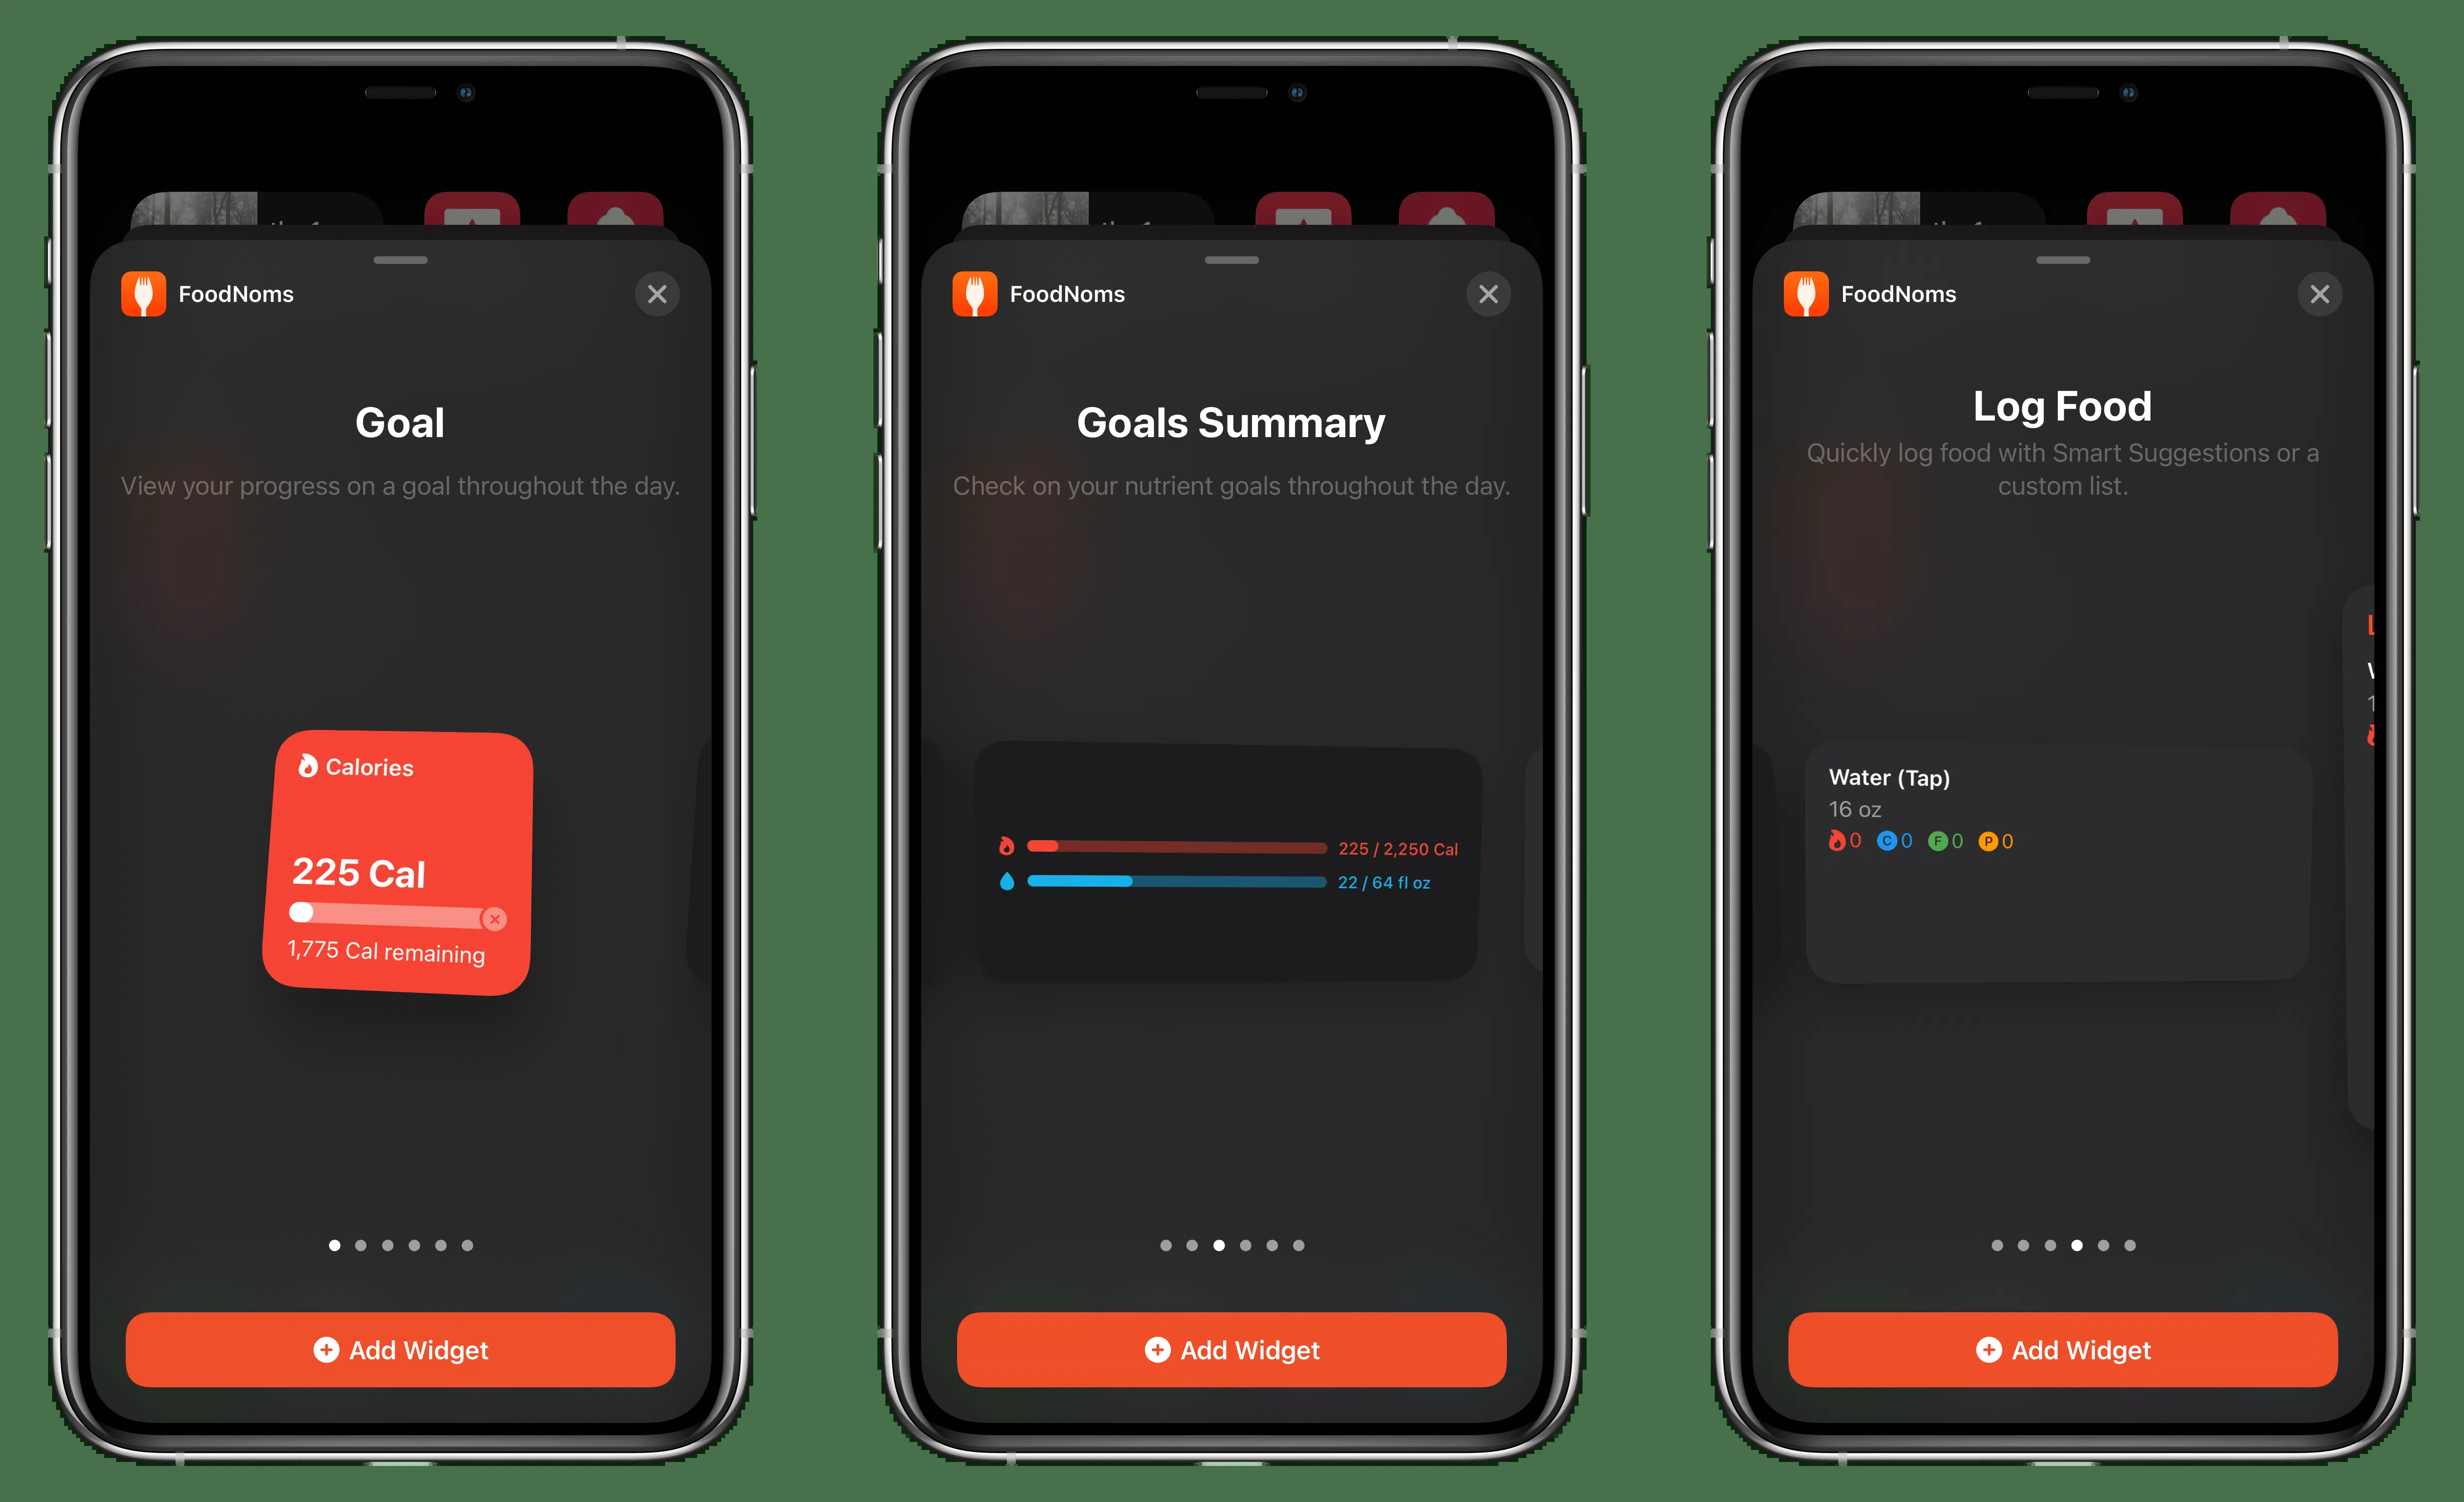 FoodNoms
Goal
View your progress on a goal throughout the day.
Calories
225 Cal
1,775 Cal remaining
Add Widget
FoodNoms
Goals Summary
Check on your nutrient goals throughout the day.
225 / 2,250 Cal
22 / 64 fl oz
Add Widget
FoodNoms
Log Food
Quickly log food with Smart Suggestions or a
custom list.
Water (Tap)
16 oz
0 C 0 F 0 P 0
Add Widget